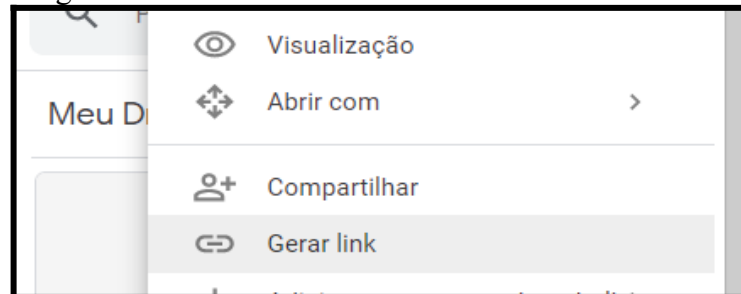 Visualização
Abrir com
Meu D
Compartilhar
Gerar link